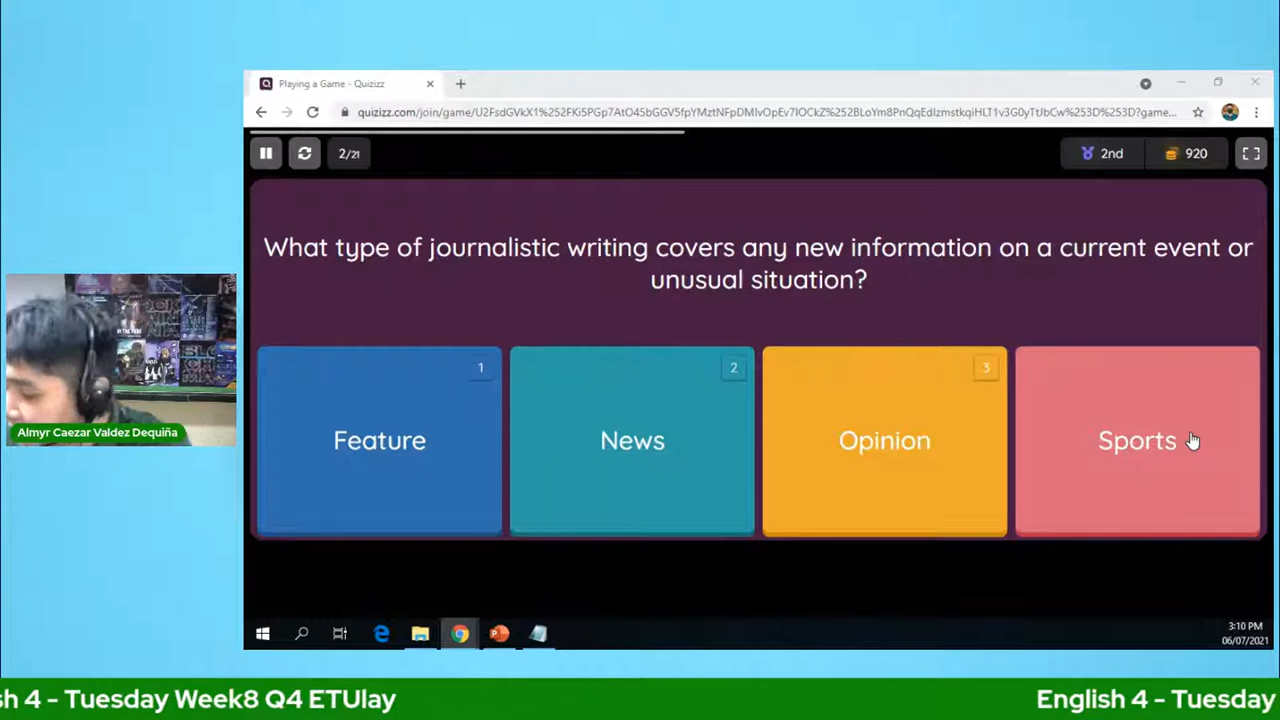 Playing a Game - Quizizz
2/21
2nd
920
What type of journalistic writing covers any new information on a current event or
unusual situation?
1
Feature
2
News
3
Opinion
Sports
Almyr Caezar Valdez Dequiña
3:10 PM
06/07/2021
sh 4 - Tuesday Week8 Q4 ETUlay
English 4 - Tuesday